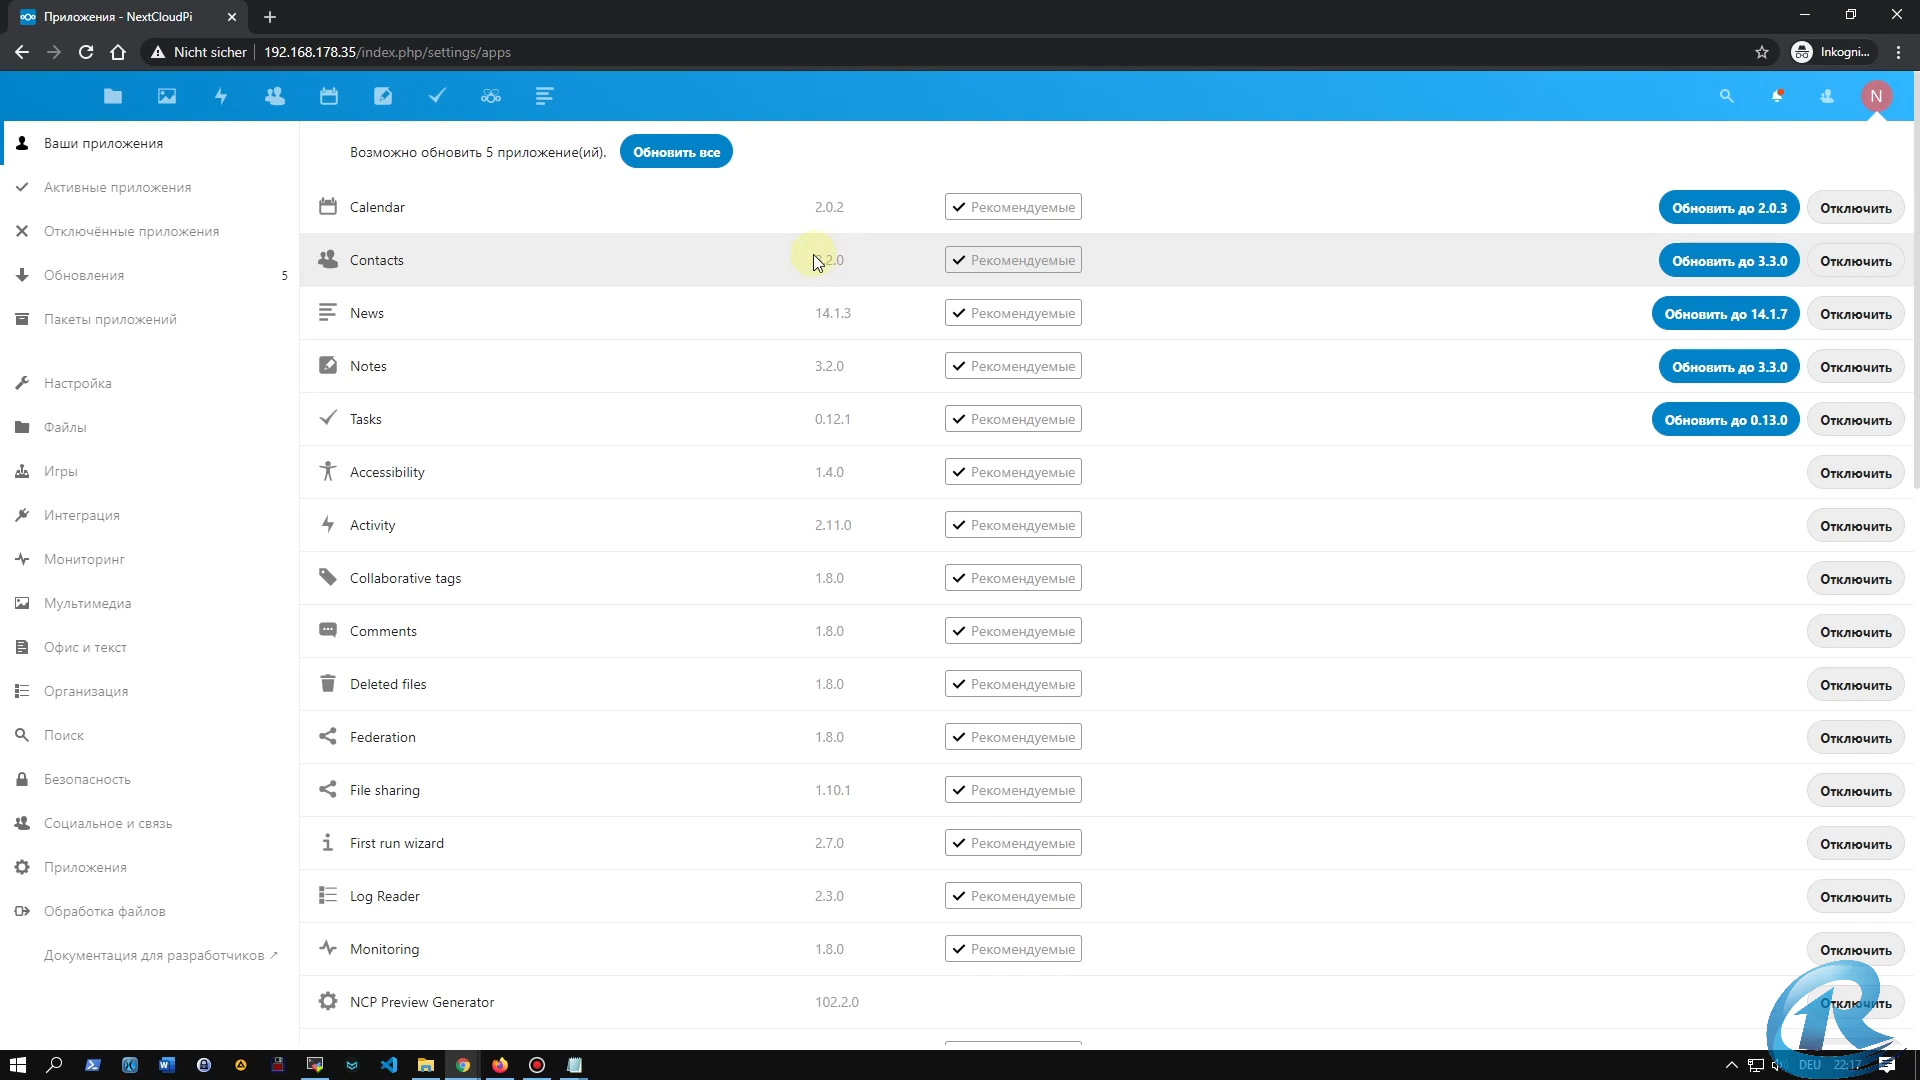 Приложения - NextCloudPi
Nicht sicher 192.168.178.35/index.php/settings/apps Inkogni...
N
Ваши приложения
Активные приложения
Отключённые приложения
Обновления 5
Пакеты приложений
Настройка
Файлы
Игры
Интеграция
Мониторинг
Мультимедиа
Офис и текст
Организация
Поиск
Безопасность
Социальное и связь
Приложения
Обработка файлов
Документация для разработчиков ↗
Возможно обновить 5 приложение(ий). Обновить все
Calendar 2.0.2 ✔ Рекомендуемые Обновить до 2.0.3 Отключить
Contacts 2.0 ✔ Рекомендуемые Обновить до 3.3.0 Отключить
News 14.1.3 ✔ Рекомендуемые Обновить до 14.1.7 Отключить
Notes 3.2.0 ✔ Рекомендуемые Обновить до 3.3.0 Отключить
Tasks 0.12.1 ✔ Рекомендуемые Обновить до 0.13.0 Отключить
Accessibility 1.4.0 ✔ Рекомендуемые Отключить
Activity 2.11.0 ✔ Рекомендуемые Отключить
Collaborative tags 1.8.0 ✔ Рекомендуемые Отключить
Comments 1.8.0 ✔ Рекомендуемые Отключить
Deleted files 1.8.0 ✔ Рекомендуемые Отключить
Federation 1.8.0 ✔ Рекомендуемые Отключить
File sharing 1.10.1 ✔ Рекомендуемые Отключить
First run wizard 2.7.0 ✔ Рекомендуемые Отключить
Log Reader 2.3.0 ✔ Рекомендуемые Отключить
Monitoring 1.8.0 ✔ Рекомендуемые Отключить
NCP Preview Generator 102.2.0 Отключить
R
DEU 22:17